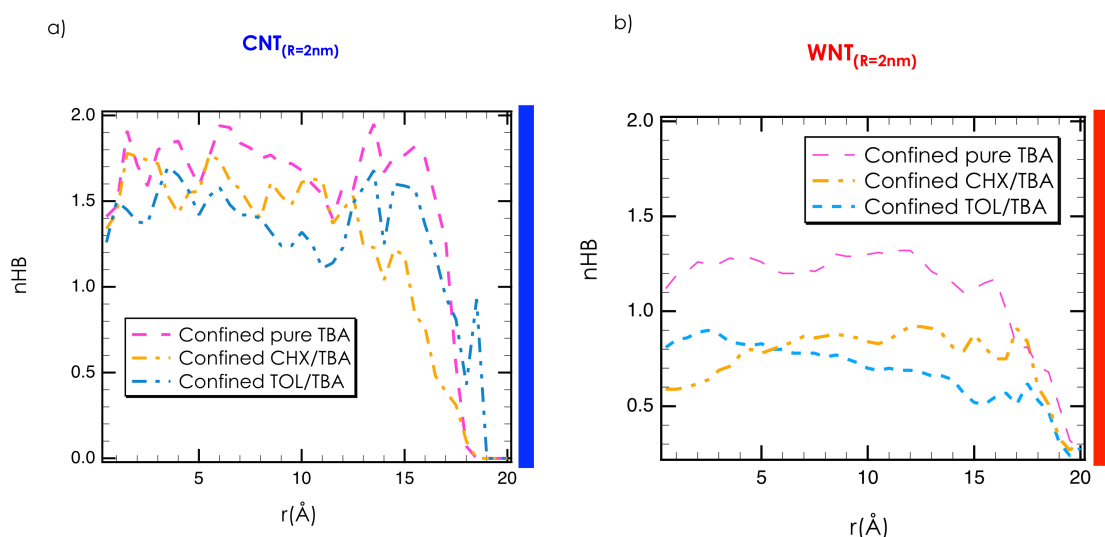 a)
CNT(R=2nm)
nHB
2.0
1.5
1.0
0.5
0.0
Confined pure TBA
Confined CHX/TBA
Confined TOL/TBA
5
10
15
20
r(Å)
b)
WNT(R=2nm)
nHB
2.0
1.5
1.0
0.5
Confined pure TBA
Confined CHX/TBA
Confined TOL/TBA
5
10
15
20
r(Å)